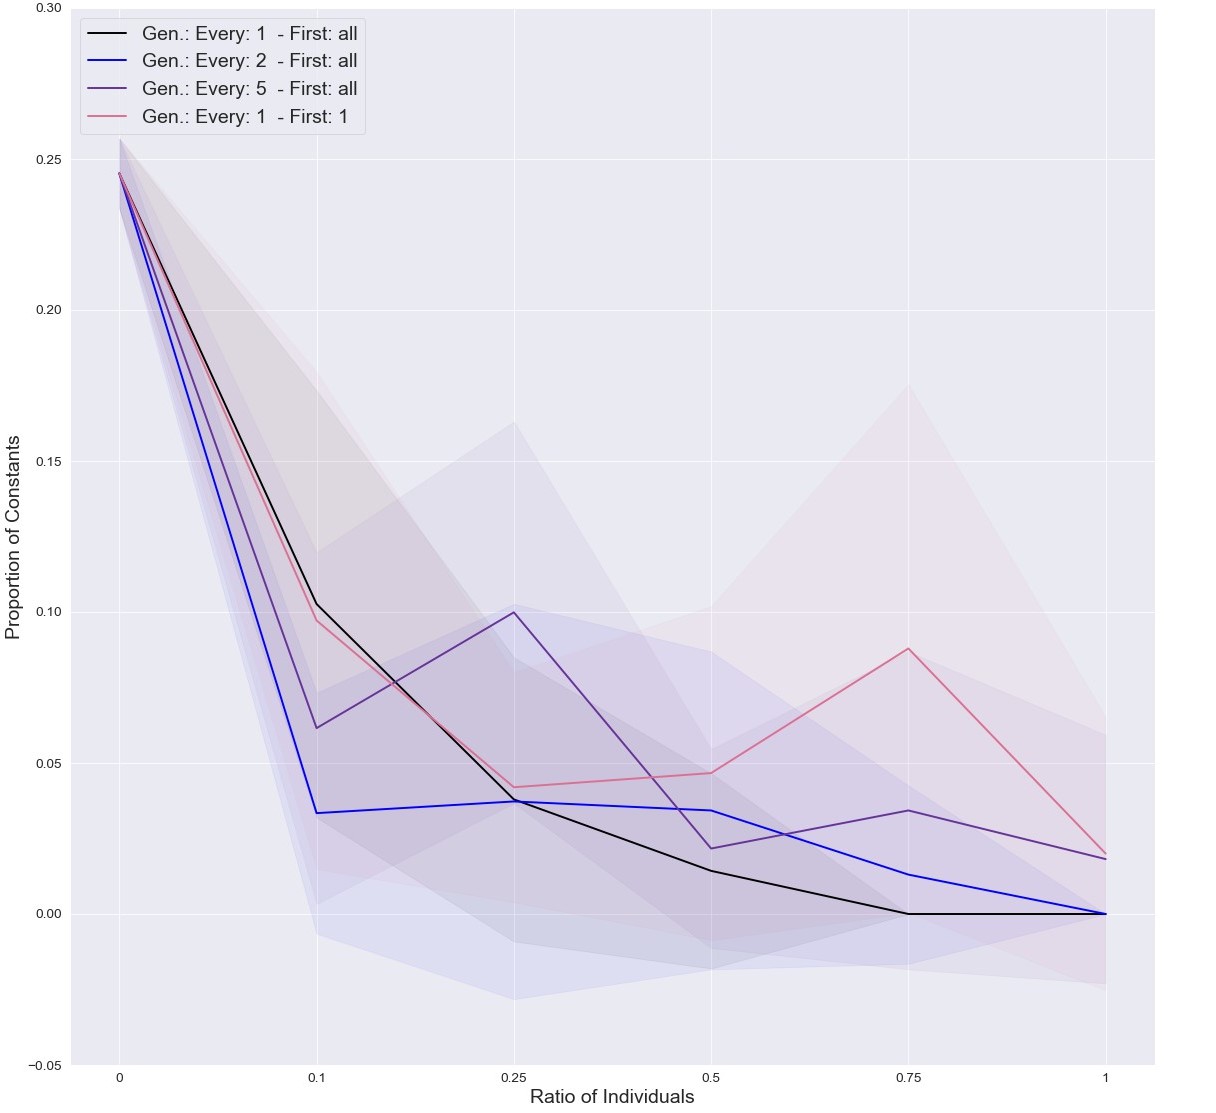 0.30
Gen.: Every: 1  - First: all
Gen.: Every: 2  - First: all
Gen.: Every: 5  - First: all
Gen.: Every: 1  - First: 1
0.25
0.20
0.15
0.10
0.05
0.00
−0.05
Proportion of Constants
0 0.1 0.25 0.5 0.75 1
Ratio of Individuals